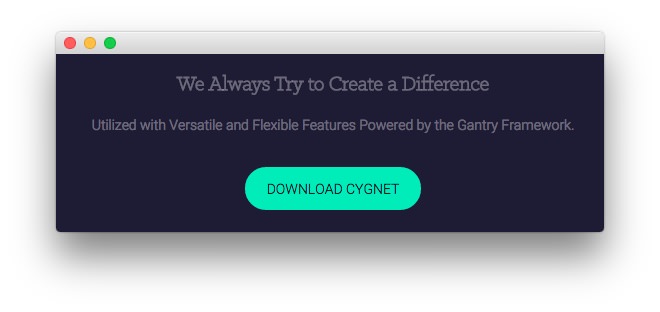 We Always Try to Create a Difference
Utilized with Versatile and Flexible Features Powered by the Gantry Framework.
DOWNLOAD CYGNET